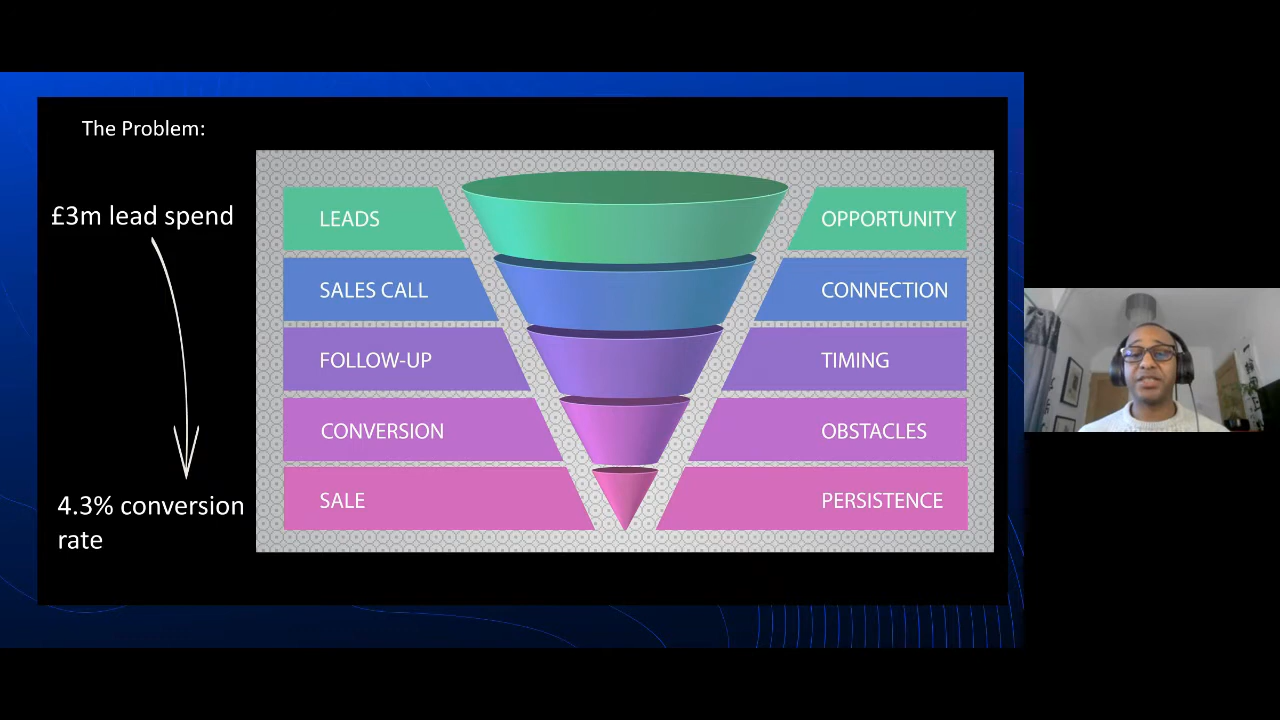 The Problem:
£3m lead spend
4.3% conversion
rate
LEADS
OPPORTUNITY
SALES CALL
CONNECTION
FOLLOW-UP
TIMING
CONVERSION
OBSTACLES
SALE
PERSISTENCE